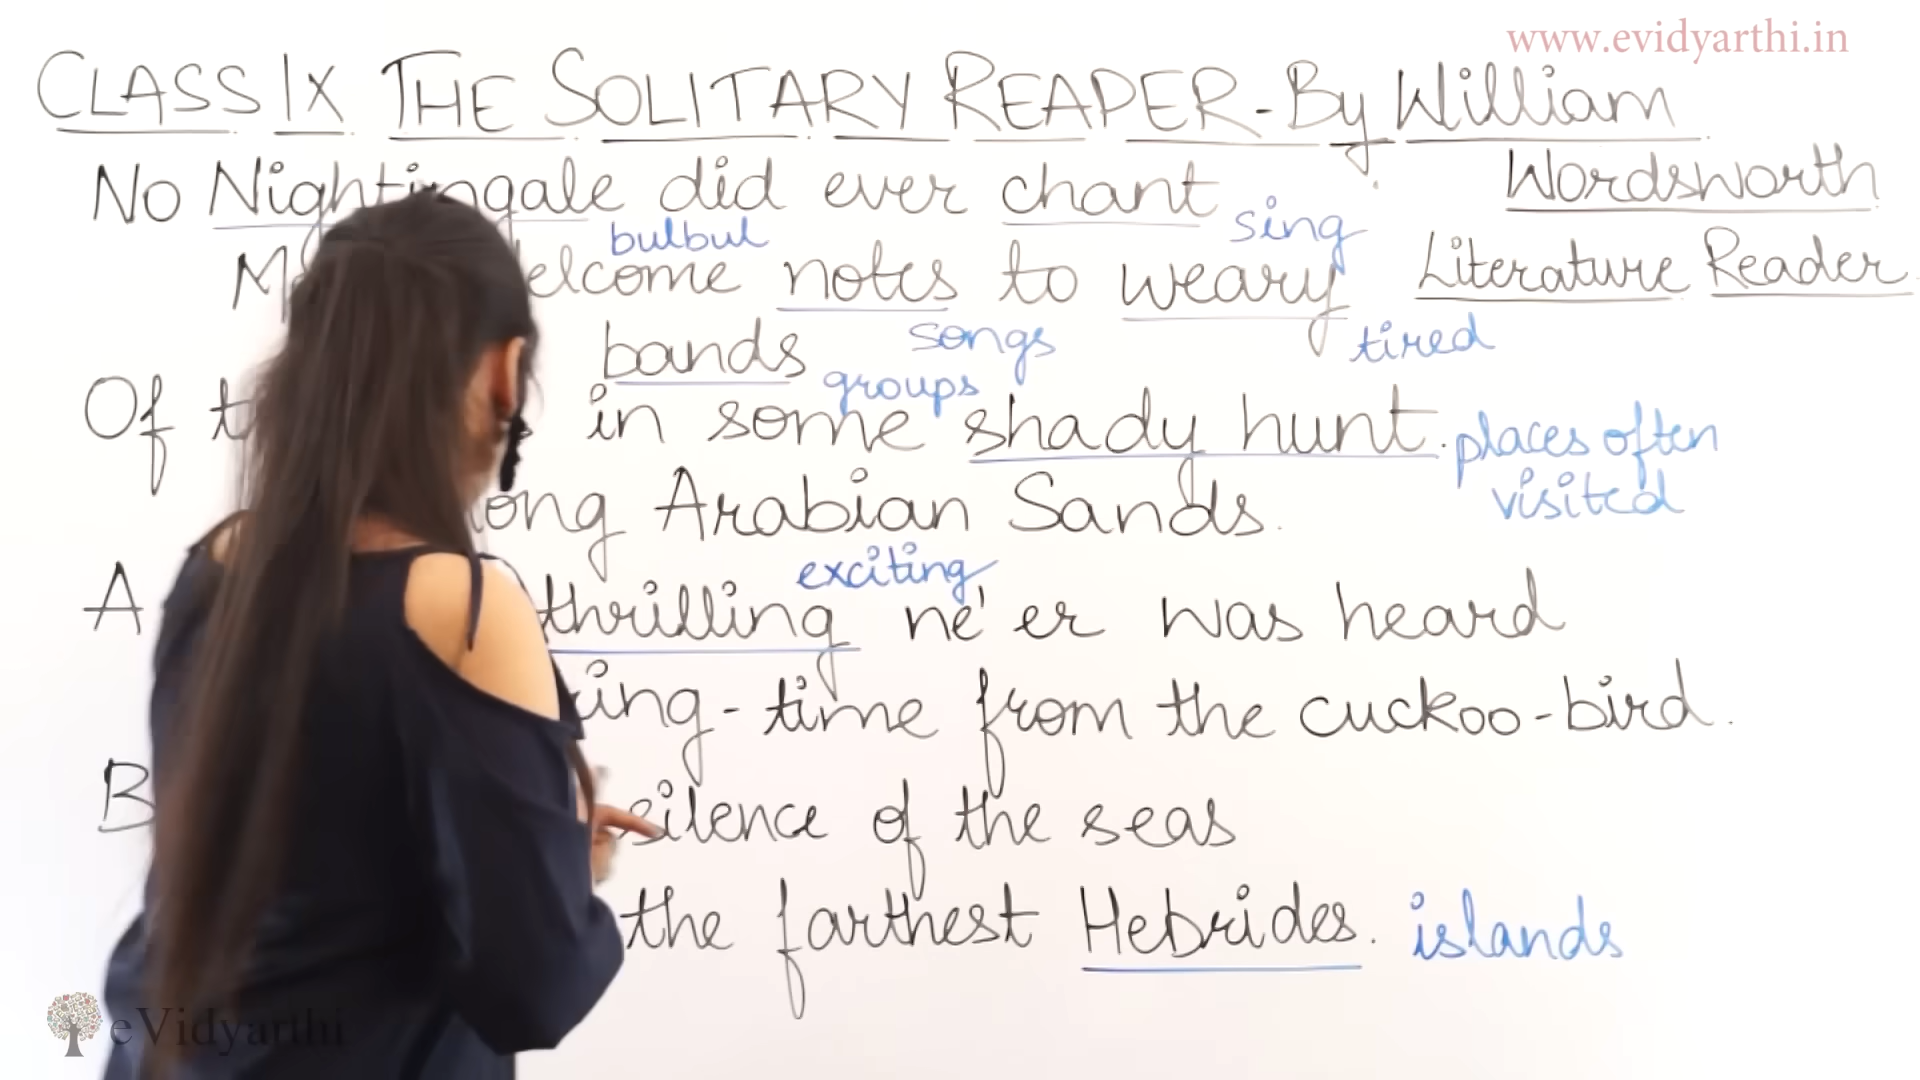 www.evidyarthi.in
CLASS IX THE SOLITARY REAPER - By William
Wordsworth
Literature Reader
No Nightingale did ever chant
bulbul sing
elcome notes to weary
songs tired
bands
groups
Of in some shady hunt.
places often
visited
ong Arabian Sands.
exciting
A thrilling ne'er was heard
ing-time from the cuckoo-bird.
B silence of the seas
the farthest Hebrides. islands
eVidyarthi